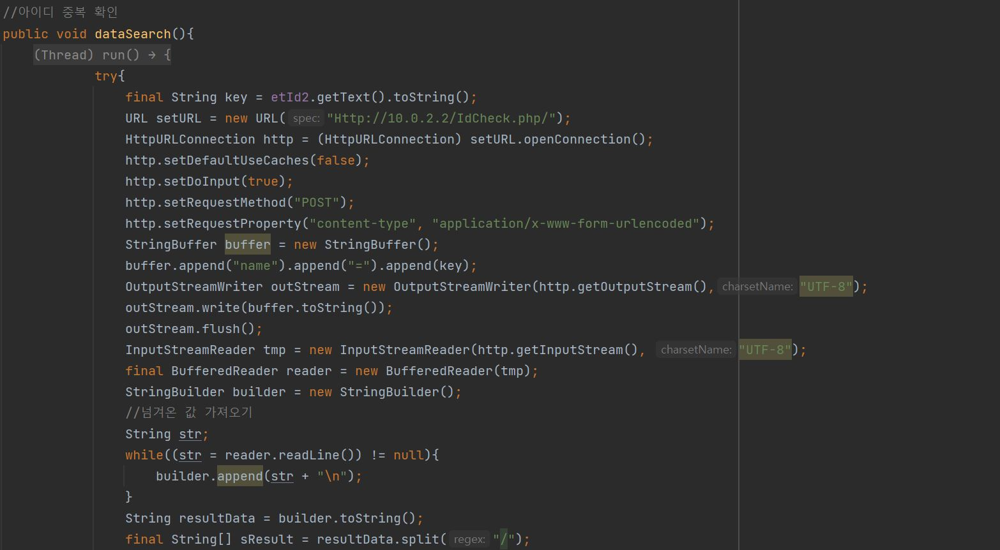 //아이디 중복 확인
public void dataSearch(){
(Thread) run() → {
try{
final String key = etId2.getText().toString();
URL setURL = new URL( spec: "Http://10.0.2.2/IdCheck.php/");
HttpURLConnection http = (HttpURLConnection) setURL.openConnection();
http.setDefaultUseCaches(false);
http.setDoInput(true);
http.setRequestMethod("POST");
http.setRequestProperty("content-type", "application/x-www-form-urlencoded");
StringBuffer buffer = new StringBuffer();
buffer.append("name").append("=").append(key);
OutputStreamWriter outStream = new OutputStreamWriter(http.getOutputStream(), charsetName: "UTF-8");
outStream.write(buffer.toString());
outStream.flush();
InputStreamReader tmp = new InputStreamReader(http.getInputStream(), charsetName: "UTF-8");
final BufferedReader reader = new BufferedReader(tmp);
StringBuilder builder = new StringBuilder();
//넘겨온 값 가져오기
String str;
while((str = reader.readLine()) != null){
builder.append(str + "\n");
}
String resultData = builder.toString();
final String[] sResult = resultData.split( regex: "/");